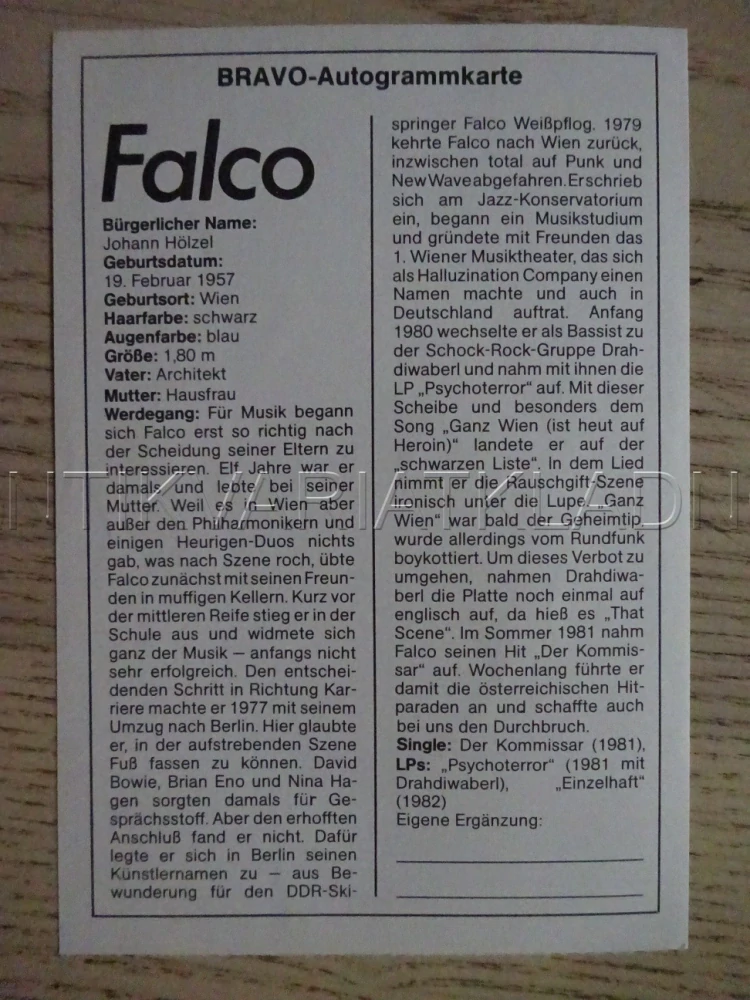 BRAVO-Autogrammkarte
Falco
Bürgerlicher Name:
Johann Hölzel
Geburtsdatum:
19. Februar 1957
Geburtsort: Wien
Haarfarbe: schwarz
Augenfarbe: blau
Größe: 1,80 m
Vater: Architekt
Mutter: Hausfrau
Werdegang: Für Musik begann
sich Falco erst so richtig nach
der Scheidung seiner Eltern zu
interessieren. Elf Jahre war er
damals und lebte bei seiner
Mutter. Weil es in Wien aber
außer den Philharmonikern und
einigen Heurigen-Duos nichts
gab, was nach Szene roch, übte
Falco zunächst mit seinen Freun-
den in muffigen Kellern. Kurz vor
der mittleren Reife stieg er in der
Schule aus und widmete sich
ganz der Musik – anfangs nicht
sehr erfolgreich. Den entschei-
denden Schritt in Richtung Kar-
riere machte er 1977 mit seinem
Umzug nach Berlin. Hier glaubte
er, in der aufstrebenden Szene
Fuß fassen zu können. David
Bowie, Brian Eno und Nina Ha-
gen sorgten damals für Ge-
sprächsstoff. Aber den erhofften
Anschluß fand er nicht. Dafür
legte er sich in Berlin seinen
Künstlernamen zu – aus Be-
wunderung für den DDR-Ski-
springer Falco Weißpflog. 1979
kehrte Falco nach Wien zurück,
inzwischen total auf Punk und
New Wave abgefahren. Er schrieb
sich am Jazz-Konservatorium
ein, begann ein Musikstudium
und gründete mit Freunden das
1. Wiener Musiktheater, das sich
als Halluzination Company einen
Namen machte und auch in
Deutschland auftrat. Anfang
1980 wechselte er als Bassist zu
der Schock-Rock-Gruppe Drah-
diwaberl und nahm mit ihnen die
LP „Psychoterror“ auf. Mit dieser
Scheibe und besonders dem
Song „Ganz Wien (ist heut auf
Heroin)“ landete er auf der
„schwarzen Liste“. In dem Lied
nimmt er die Rauschgift-Szene
ironisch unter die Lupe. „Ganz
Wien“ war bald der Geheimtip,
wurde allerdings vom Rundfunk
boykottiert. Um dieses Verbot zu
umgehen, nahmen Drahdiwa-
berl die Platte noch einmal auf
englisch auf, da hieß es „That
Scene“. Im Sommer 1981 nahm
Falco seinen Hit „Der Kommis-
sar“ auf. Wochenlang führte er
damit die österreichischen Hit-
paraden an und schaffte auch
bei uns den Durchbruch.
Single: Der Kommissar (1981),
LPs: „Psychoterror“ (1981 mit
Drahdiwaberl), „Einzelhaft“
(1982)
Eigene Ergänzung: